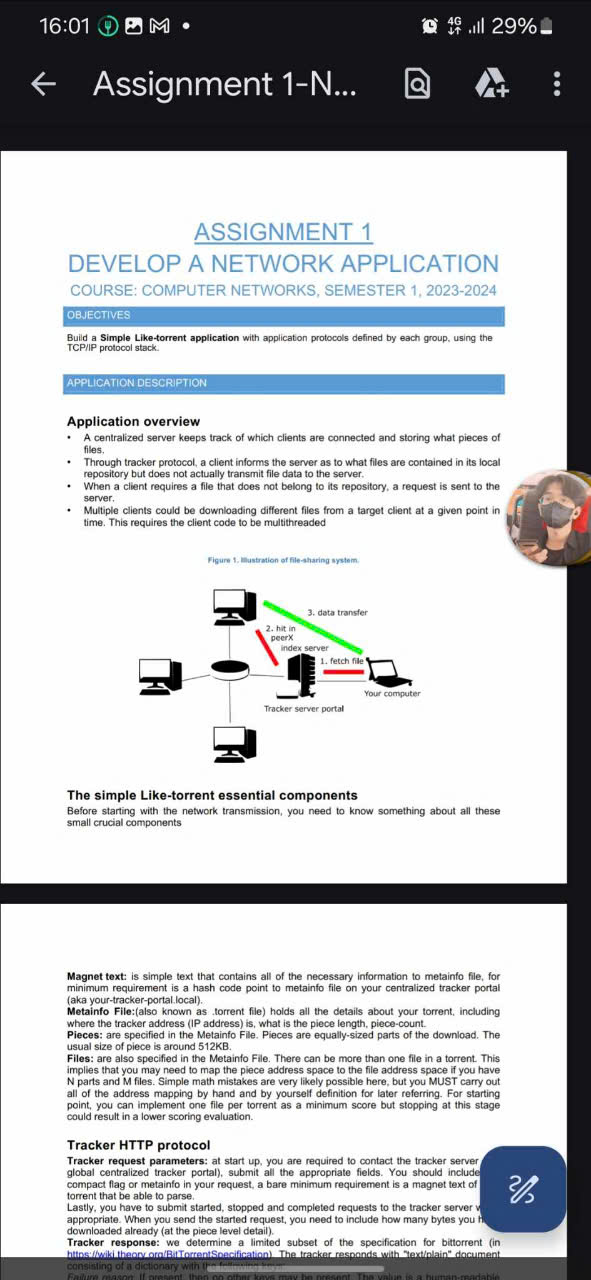 16:01
4G
29%
Assignment 1-N...
ASSIGNMENT 1
DEVELOP A NETWORK APPLICATION
COURSE: COMPUTER NETWORKS, SEMESTER 1, 2023-2024
OBJECTIVES
Build a Simple Like-torrent application with application protocols defined by each group, using the
TCP/IP protocol stack.
APPLICATION DESCRIPTION
Application overview
• A centralized server keeps track of which clients are connected and storing what pieces of
files.
• Through tracker protocol, a client informs the server as to what files are contained in its local
repository but does not actually transmit file data to the server.
• When a client requires a file that does not belong to its repository, a request is sent to the
server.
• Multiple clients could be downloading different files from a target client at a given point in
time. This requires the client code to be multithreaded
Figure 1. Illustration of file-sharing system.
3. data transfer
2. hit in
peerX
index server
1. fetch file
Your computer
Tracker server portal
The simple Like-torrent essential components
Before starting with the network transmission, you need to know something about all these
small crucial components
Magnet text: is simple text that contains all of the necessary information to metainfo file, for
minimum requirement is a hash code point to metainfo file on your centralized tracker portal
(aka your-tracker-portal.local).
Metainfo File:(also known as .torrent file) holds all the details about your torrent, including
where the tracker address (IP address) is, what is the piece length, piece-count.
Pieces: are specified in the Metainfo File. Pieces are equally-sized parts of the download. The
usual size of piece is around 512KB.
Files: are also specified in the Metainfo File. There can be more than one file in a torrent. This
implies that you may need to map the piece address space to the file address space if you have
N parts and M files. Simple math mistakes are very likely possible here, but you MUST carry out
all of the address mapping by hand and by yourself definition for later referring. For starting
point, you can implement one file per torrent as a minimum score but stopping at this stage
could result in a lower scoring evaluation.
Tracker HTTP protocol
Tracker request parameters: at start up, you are required to contact the tracker server
global centralized tracker portal), submit all the appropriate fields. You should include
compact flag or metainfo in your request, a bare minimum requirement is a magnet text of
torrent that be able to parse.
Lastly, you have to submit started, stopped and completed requests to the tracker server
appropriate. When you send the started request, you need to include how many bytes you
downloaded already (at the piece level detail).
Tracker response: we determine a limited subset of the specification for bittorrent (in
https://wiki.theory.org/BitTorrentSpecification). The tracker responds with "text/plain" document
consisting of a dictionary with the following keys:
Failure reason: If present, then no other keys may be present. The value is a human-readable